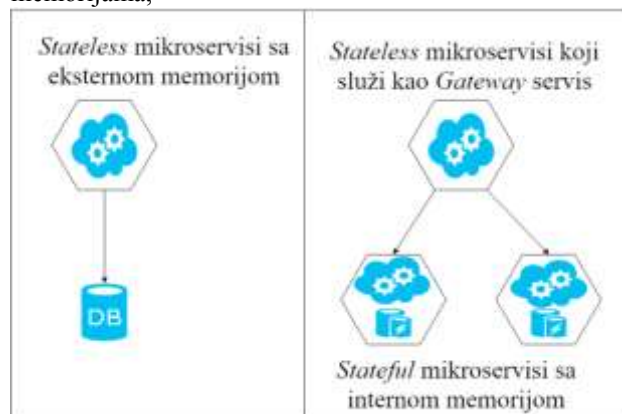 memorijama,
Stateless mikroservisi sa
eksternom memorijom
DB
Stateless mikroservisi koji
služi kao Gateway servis
Stateful mikroservisi sa
internom memorijom